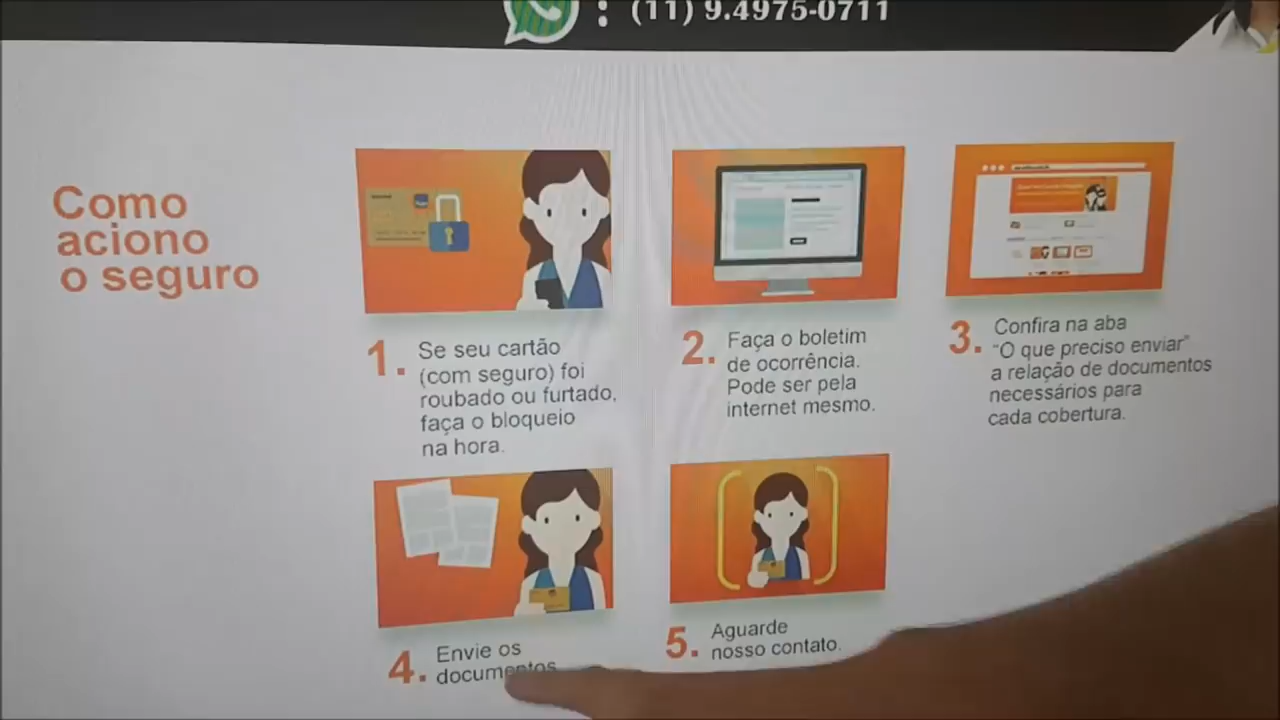 : (11) 9.4975-0711
Como
aciono
o seguro
1. Se seu cartão
(com seguro) foi
roubado ou furtado,
faça o bloqueio
na hora.
2. Faça o boletim
de ocorrência.
Pode ser pela
internet mesmo.
3. Confira na aba
"O que preciso enviar"
a relação de documentos
necessários para
cada cobertura.
4. Envie os
documentos
5. Aguarde
nosso contato.